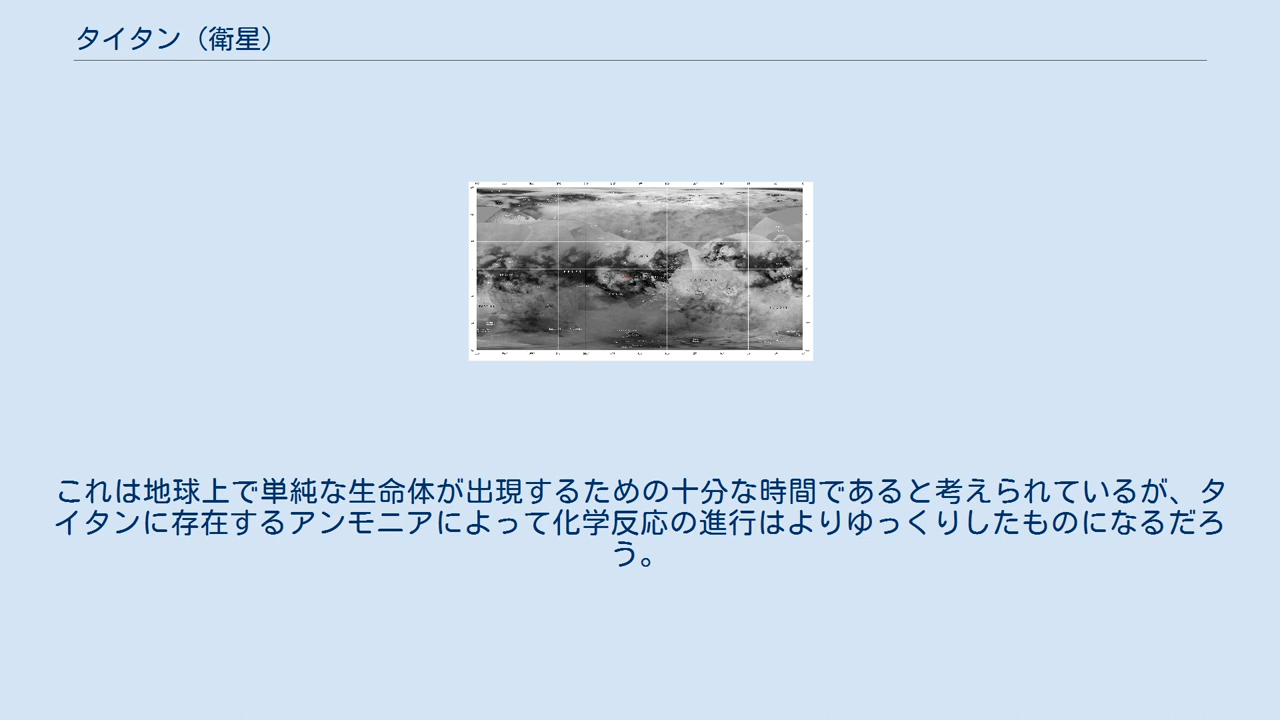 タイタン（衛星）
これは地球上で単純な生命体が出現するための十分な時間であると考えられているが、タ
イタンに存在するアンモニアによって化学反応の進行はよりゆっくりしたものになるだろ
う。